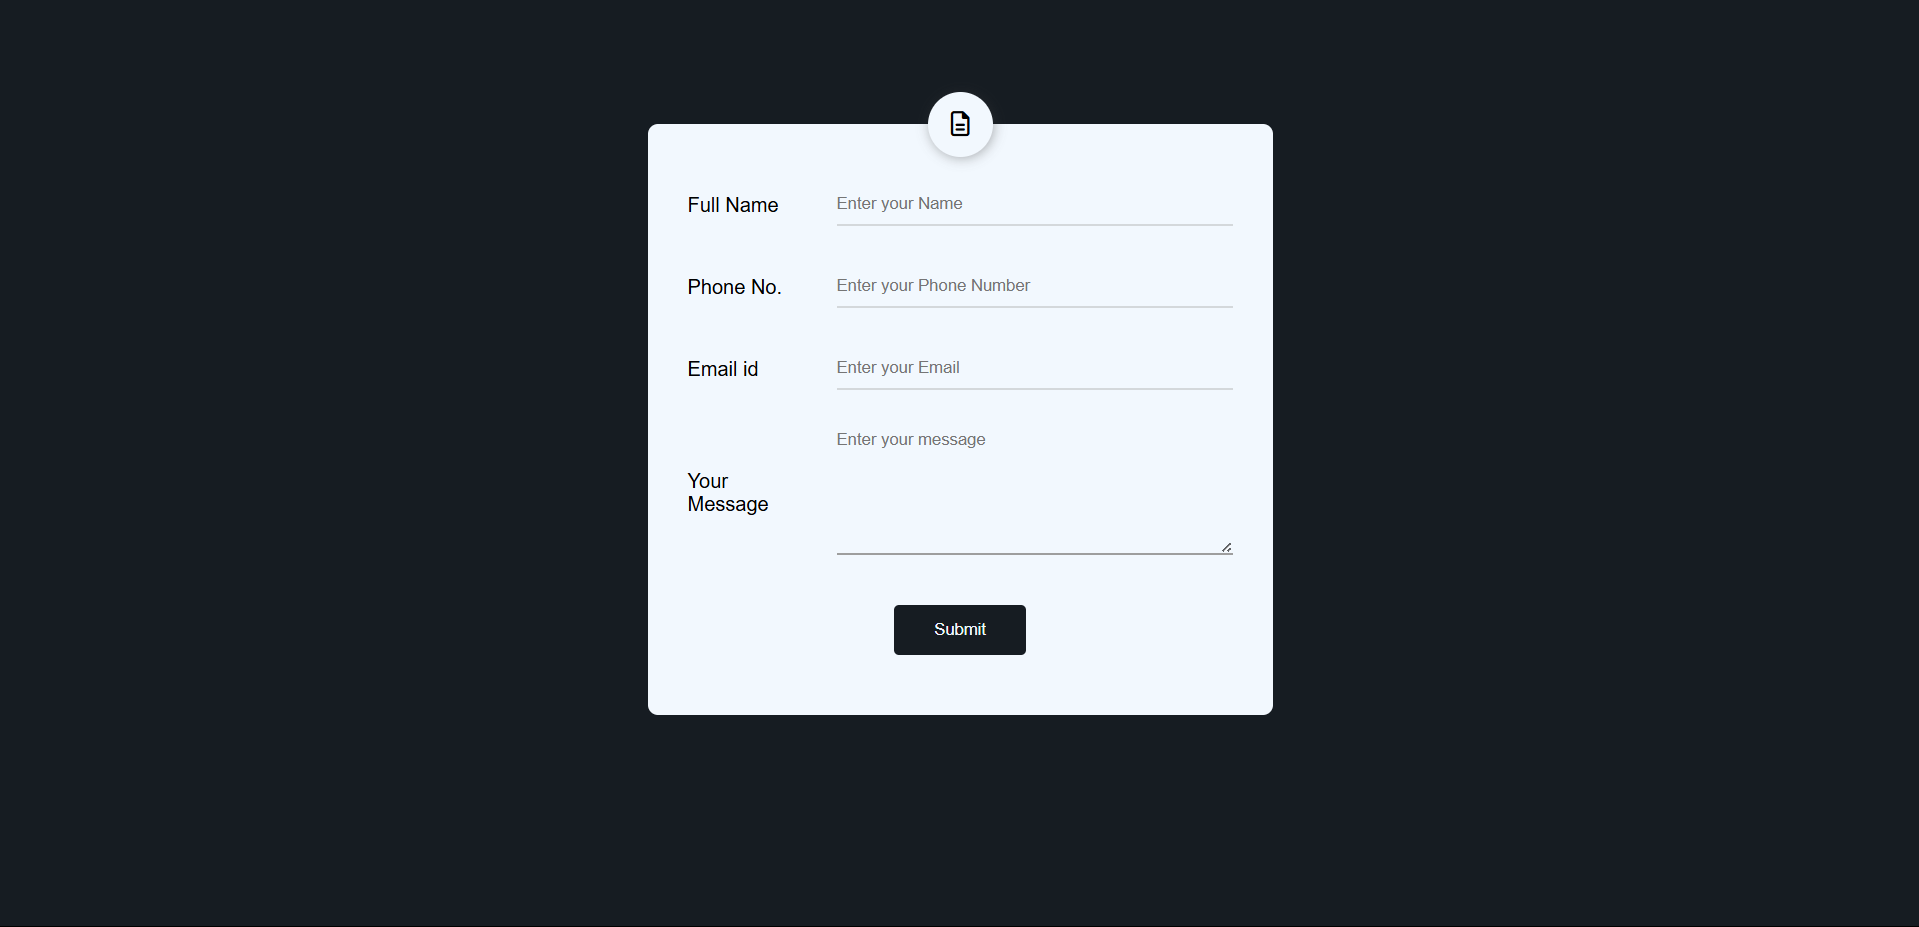 Full Name
Enter your Name
Phone No.
Enter your Phone Number
Email id
Enter your Email
Enter your message
Your
Message
Submit